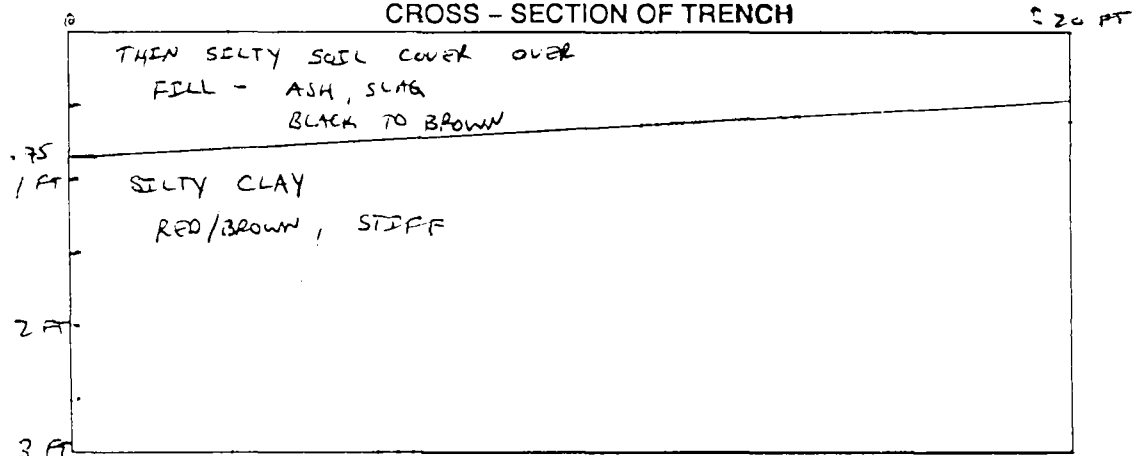 CROSS – SECTION OF TRENCH
20 FT
THIN SILTY SOIL COVER OVER
FILL - ASH, SLAG
BLACK TO BROWN
.75
1 FT
SILTY CLAY
RED/BROWN, STIFF
2 FT
3 FT